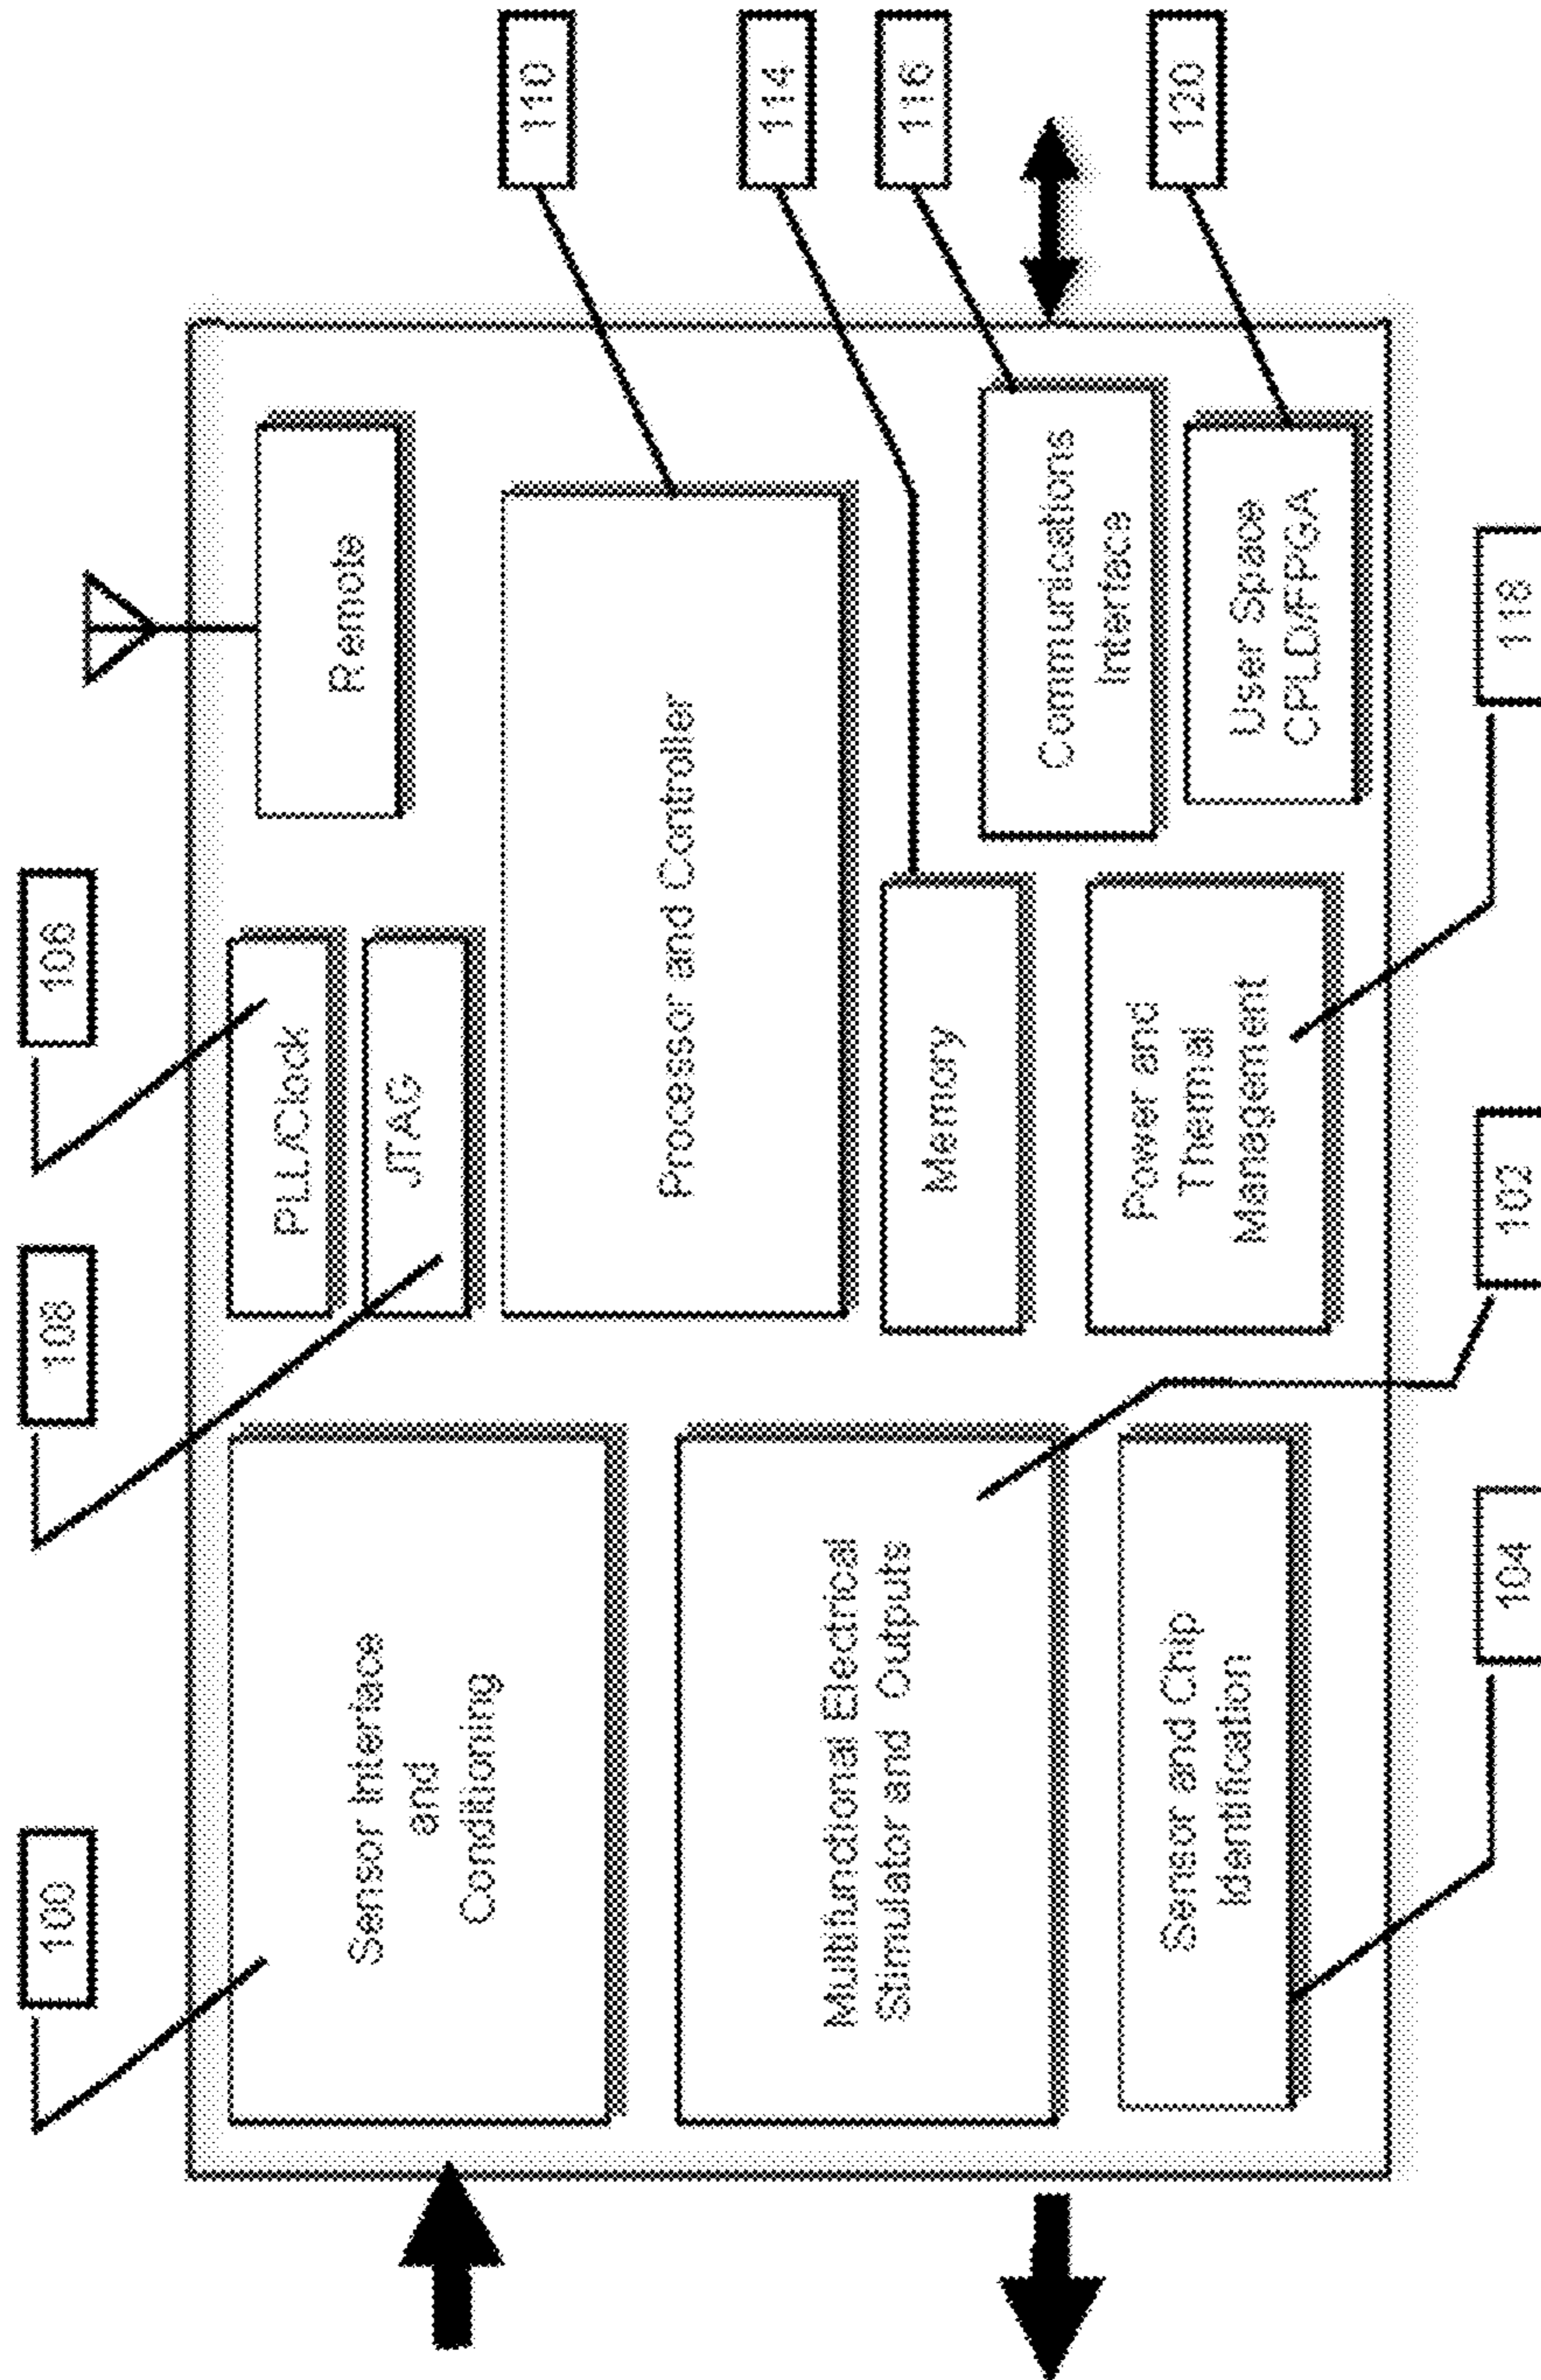 100
108
106
Sensor Interface
and
Conditioning
PLL/Clock
JTAG
Remote
110
Processor and Controller
Multifunctional Electrical
Stimulator and Outputs
Memory
114
116
Communications
Interface
Sensor and Chip
Identification
Power and
Thermal
Management
User Space
CPLD/FPGA
120
104
102
118